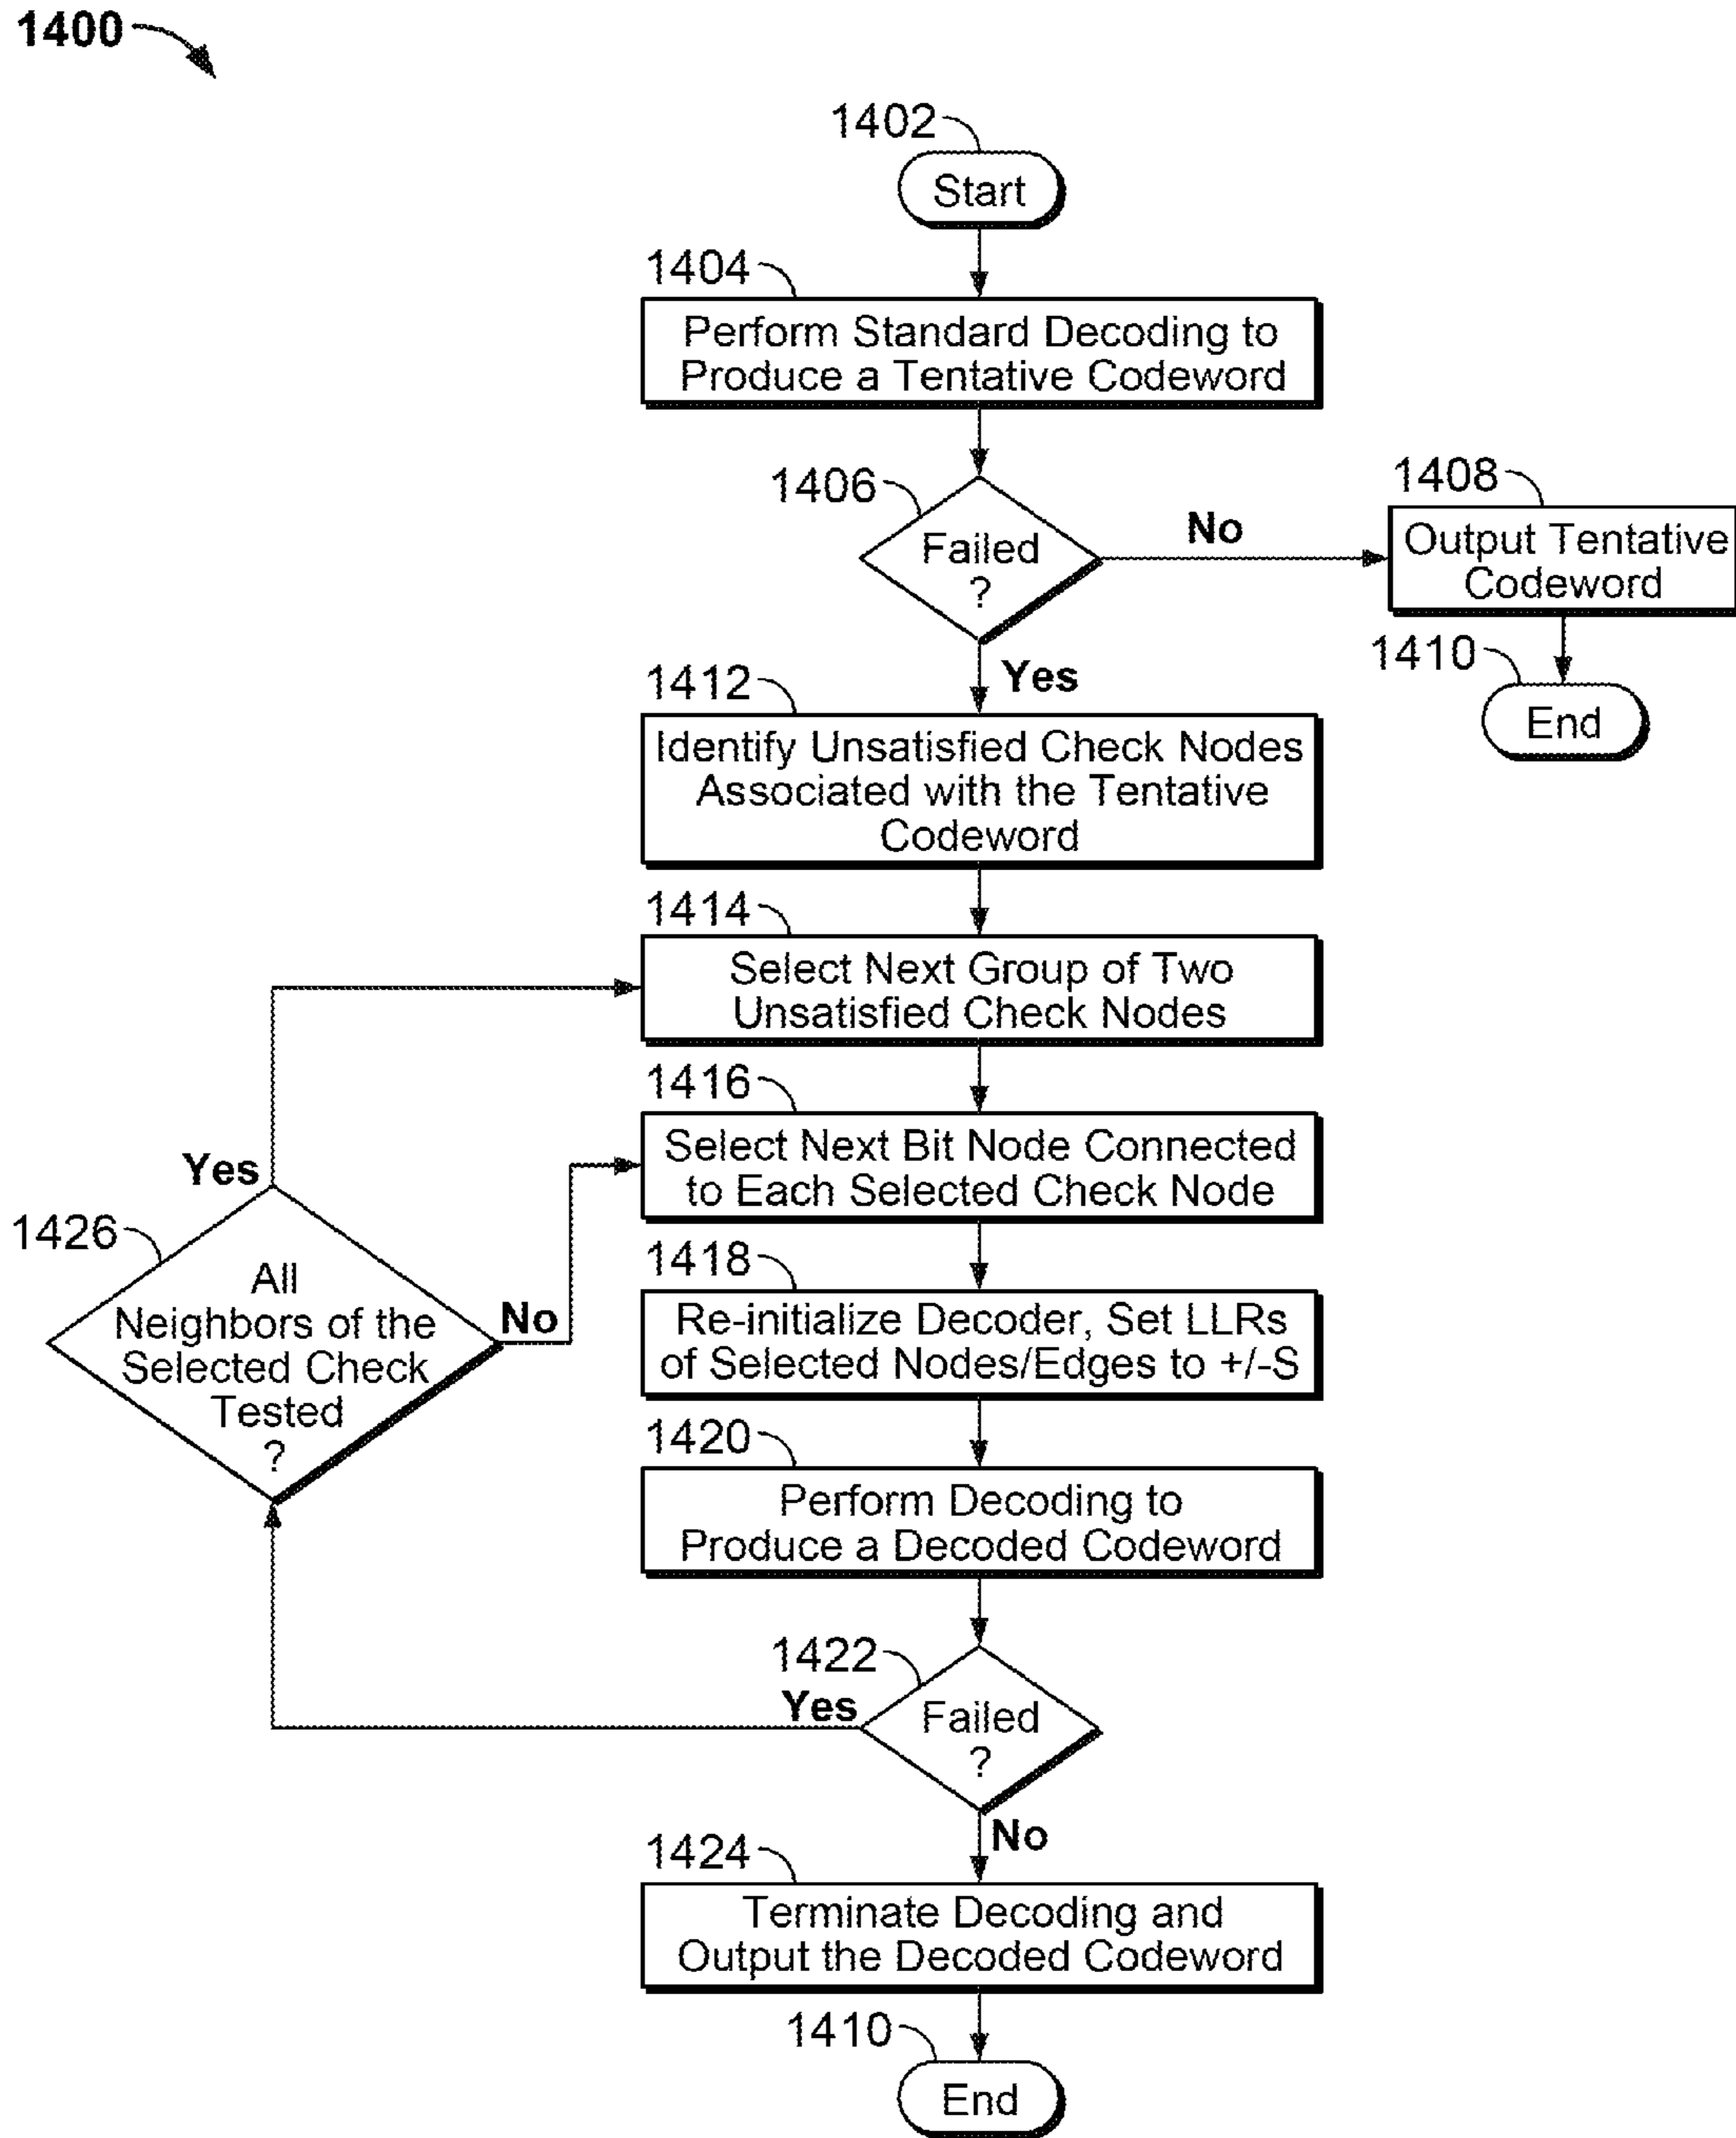 1400
1402
Start
1404
Perform Standard Decoding to
Produce a Tentative Codeword
1406
Failed
?
No
1408
Output Tentative
Codeword
1410
End
Yes
1412
Identify Unsatisfied Check Nodes
Associated with the Tentative
Codeword
1414
Select Next Group of Two
Unsatisfied Check Nodes
1416
Select Next Bit Node Connected
to Each Selected Check Node
Yes
1426
All
Neighbors of the
Selected Check
Tested
?
No
1418
Re-initialize Decoder, Set LLRs
of Selected Nodes/Edges to +/-S
1420
Perform Decoding to
Produce a Decoded Codeword
1422
Yes
Failed
?
No
1424
Terminate Decoding and
Output the Decoded Codeword
1410
End